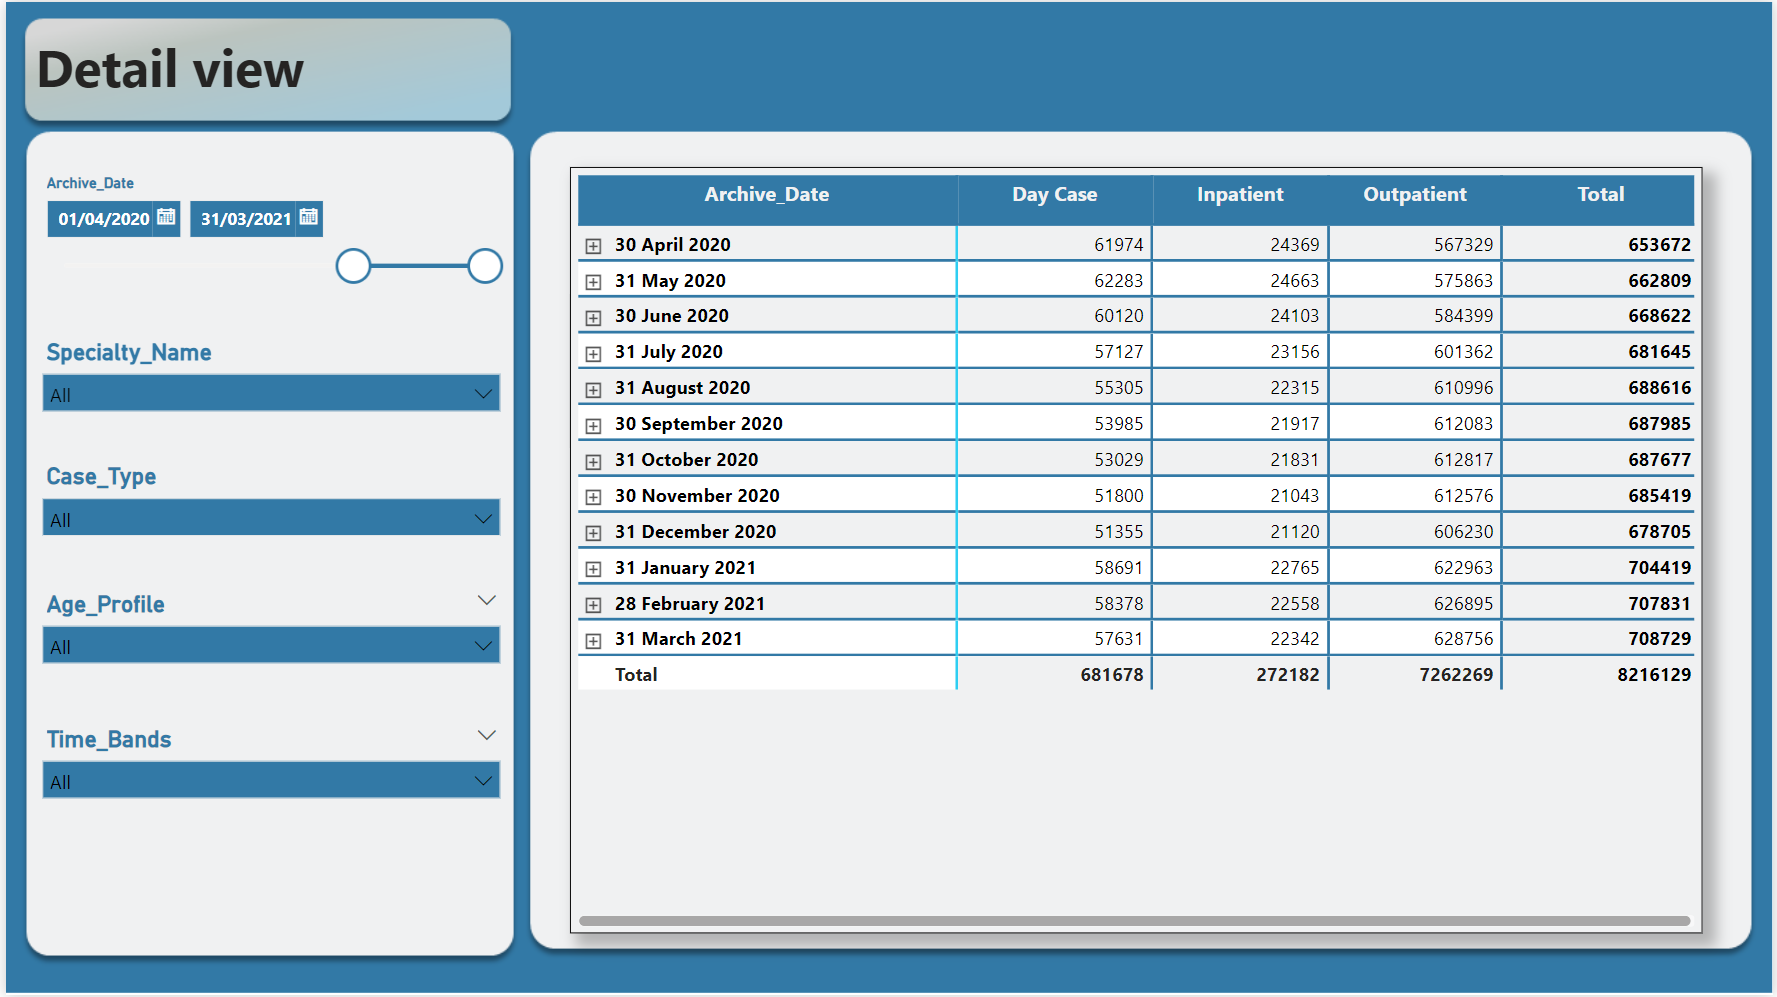 Detail view
Archive_Date
01/04/2020 31/03/2021
Specialty_Name
All
Case_Type
All
Age_Profile
All
Time_Bands
All
Archive_Date Day Case Inpatient Outpatient Total
30 April 2020 61974 24369 567329 653672
31 May 2020 62283 24663 575863 662809
30 June 2020 60120 24103 584399 668622
31 July 2020 57127 23156 601362 681645
31 August 2020 55305 22315 610996 688616
30 September 2020 53985 21917 612083 687985
31 October 2020 53029 21831 612817 687677
30 November 2020 51800 21043 612576 685419
31 December 2020 51355 21120 606230 678705
31 January 2021 58691 22765 622963 704419
28 February 2021 58378 22558 626895 707831
31 March 2021 57631 22342 628756 708729
Total 681678 272182 7262269 8216129